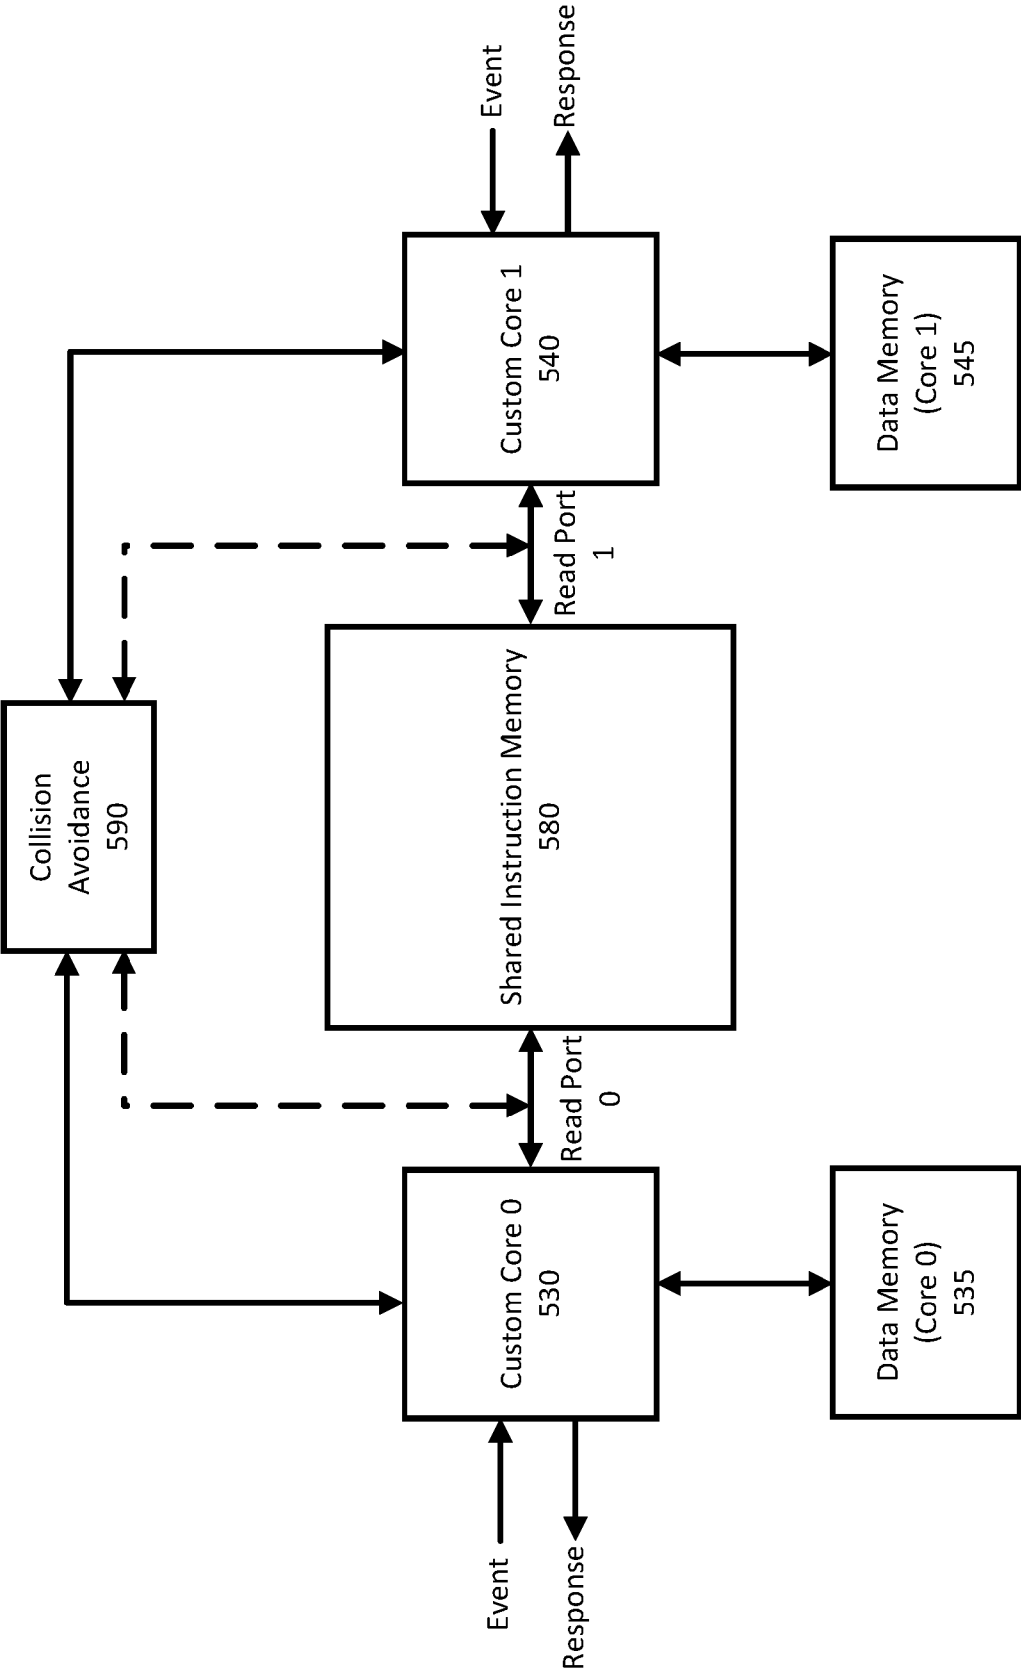 Collision
Avoidance
590
Event
Response
Custom Core 0
530
Read Port
0
Shared Instruction Memory
580
Read Port
1
Custom Core 1
540
Event
Response
Data Memory
(Core 0)
535
Data Memory
(Core 1)
545